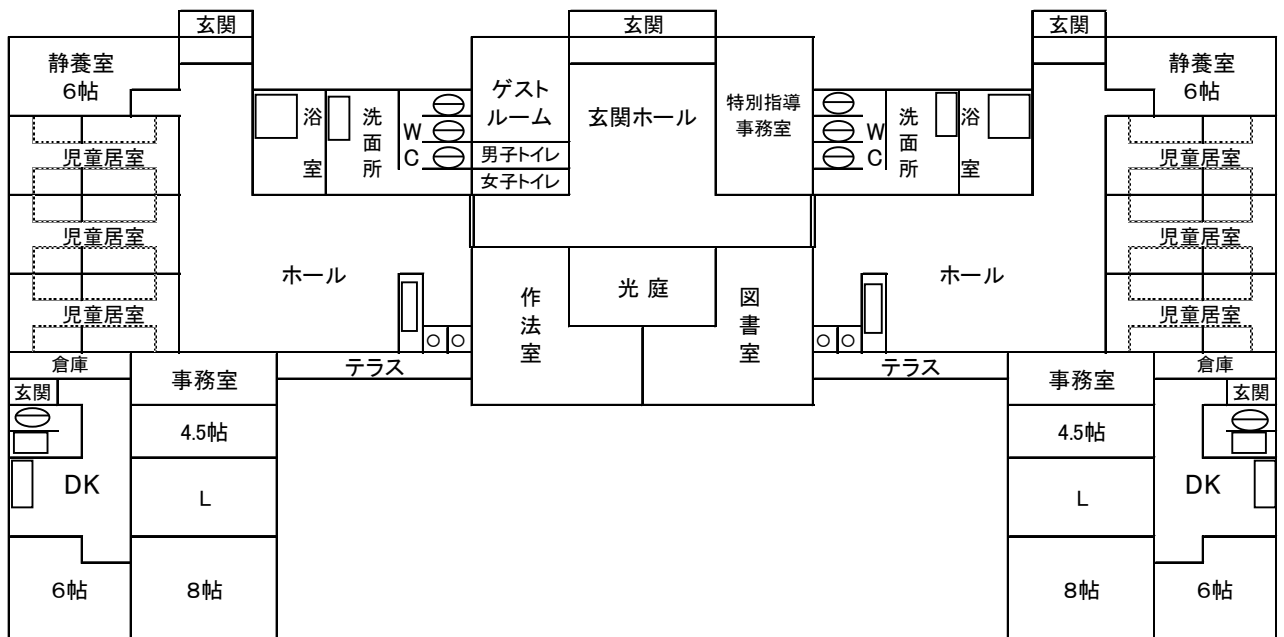 玄関
玄関
玄関
静養室
6帖
ゲスト
ルーム
玄関ホール
特別指導
事務室
静養室
6帖
浴室
洗面所
WC
男子トイレ
女子トイレ
WC
洗面所
浴室
児童居室
児童居室
児童居室
児童居室
児童居室
児童居室
ホール
作法室
光庭
図書室
ホール
倉庫
事務室
テラス
テラス
事務室
倉庫
玄関
4.5帖
4.5帖
玄関
DK
L
L
DK
6帖
8帖
8帖
6帖